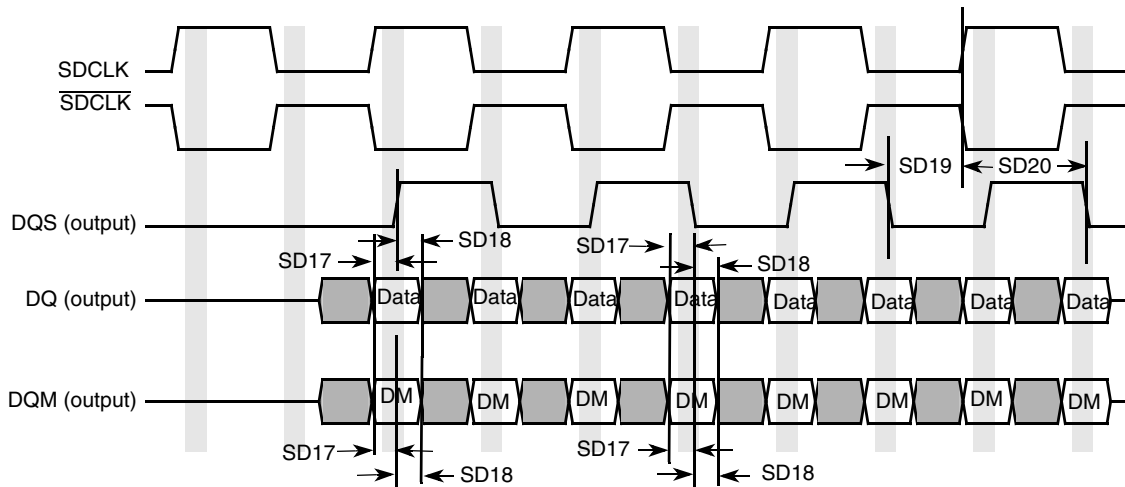 SDCLK
SDCLK
SD19 SD20
DQS (output)
SD18 SD17
SD17 SD18
DQ (output) Data Data Data Data Data Data Data Data
DQM (output) DM DM DM DM DM DM DM DM
SD17 SD17
SD18 SD18